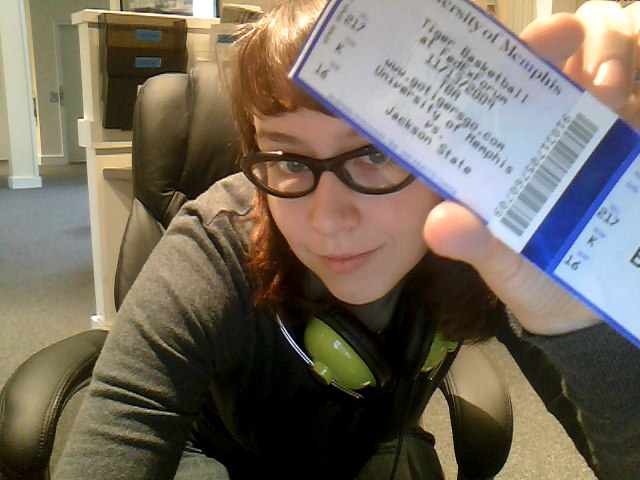 University of Memphis
Tiger Basketball
at FedExForum
www.gotigersgo.com
University of Memphis
vs.
Jackson State
217
K
16
217
K
16